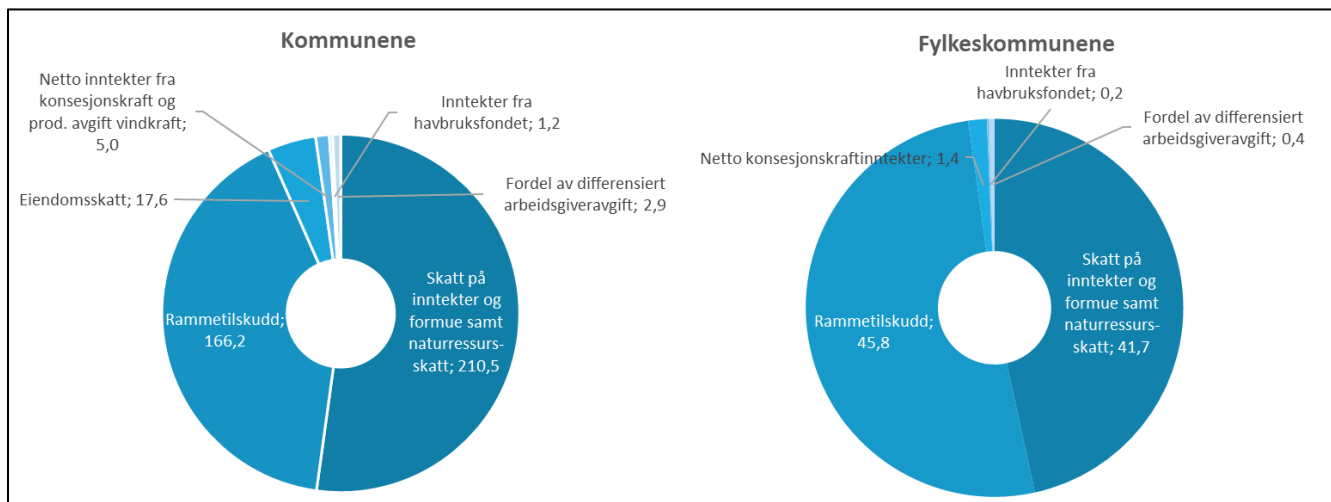 Kommunene
Netto inntekter fra
konsesjonskraft og
prod. avgift vindkraft;
5,0
Inntekter fra
havbruksfondet; 1,2
Eiendomsskatt; 17,6
Fordel av differensiert
arbeidsgiveravgift; 2,9
Rammetilskudd;
166,2
Skatt på
inntekter og
formue samt
naturressurs-
skatt; 210,5
Fylkeskommunene
Inntekter fra
havbruksfondet; 0,2
Fordel av differensiert
arbeidsgiveravgift; 0,4
Netto konsesjonskraftinntekter; 1,4
Rammetilskudd;
45,8
Skatt på
inntekter og
formue samt
naturressurs-
skatt; 41,7